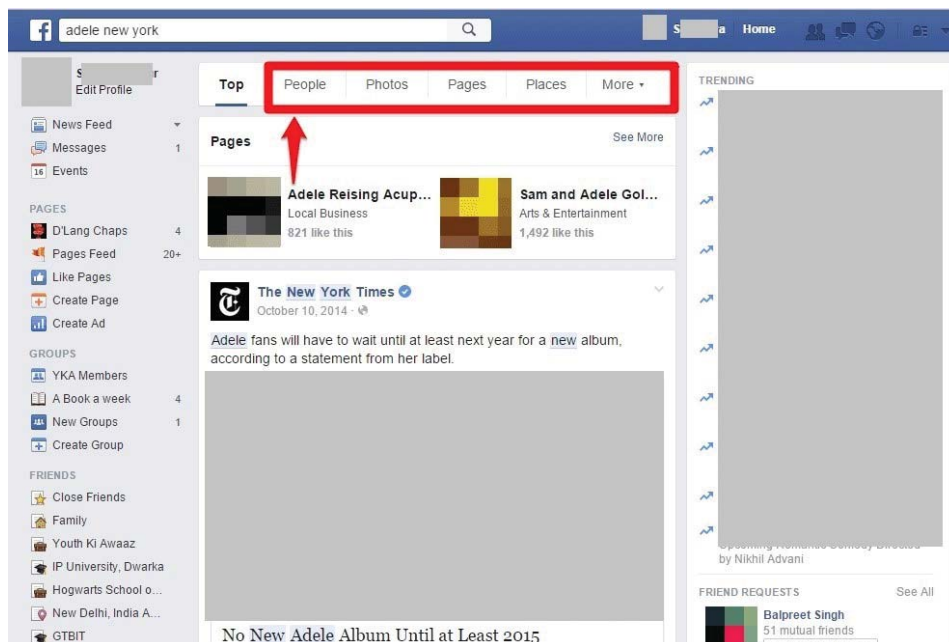 adele new york
S a Home
S r
Edit Profile
News Feed
Messages 1
16 Events
PAGES
D'Lang Chaps 4
Pages Feed 20+
Like Pages
Create Page
Create Ad
GROUPS
YKA Members
A Book a week 4
New Groups 1
Create Group
FRIENDS
Close Friends
Family
Youth Ki Awaaz
IP University, Dwarka
Hogwarts School o...
New Delhi, India A...
GTBIT
Top People Photos Pages Places More
Pages See More
Adele Reising Acup...
Local Business
821 like this
Sam and Adele Gol...
Arts & Entertainment
1,492 like this
The New York Times
October 10, 2014 ·
Adele fans will have to wait until at least next year for a new album,
according to a statement from her label.
No New Adele Album Until at Least 2015
TRENDING
by Nikhil Advani
FRIEND REQUESTS See All
Balpreet Singh
51 mutual friends